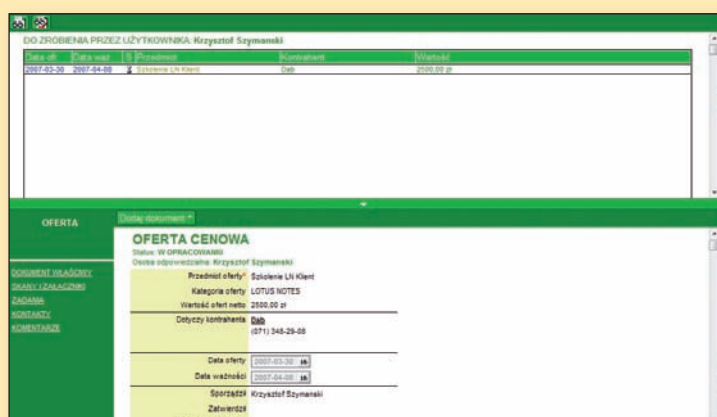 DO ZROBIENIA PRZEZ UŻYTKOWNIKA: Krzysztof Szymanski
Data ofr Data waż S Przedmiot Kontrahent Wartość
2007-03-30 2007-04-08 Szkolenie LN Klient Dab 2500,00 zł
OFERTA Dodaj dokument
OFERTA CENOWA
Status: W OPRACOWANIU
Osoba odpowiedzialna: Krzysztof Szymanski
DOKUMENT WŁAŚCIWY
SKANY I ZAŁĄCZNIKI
ZADANIA
KONTAKTY
KOMENTARZE
Przedmiot oferty* Szkolenie LN Klient
Kategoria oferty LOTUS NOTES
Wartość ofert netto 2500,00 zł
Dotyczy kontrahenta Dab
(071) 348-29-08
Data oferty 2007-03-30 16
Data ważności 2007-04-08 16
Sporządził Krzysztof Szymanski
Zatwierdził